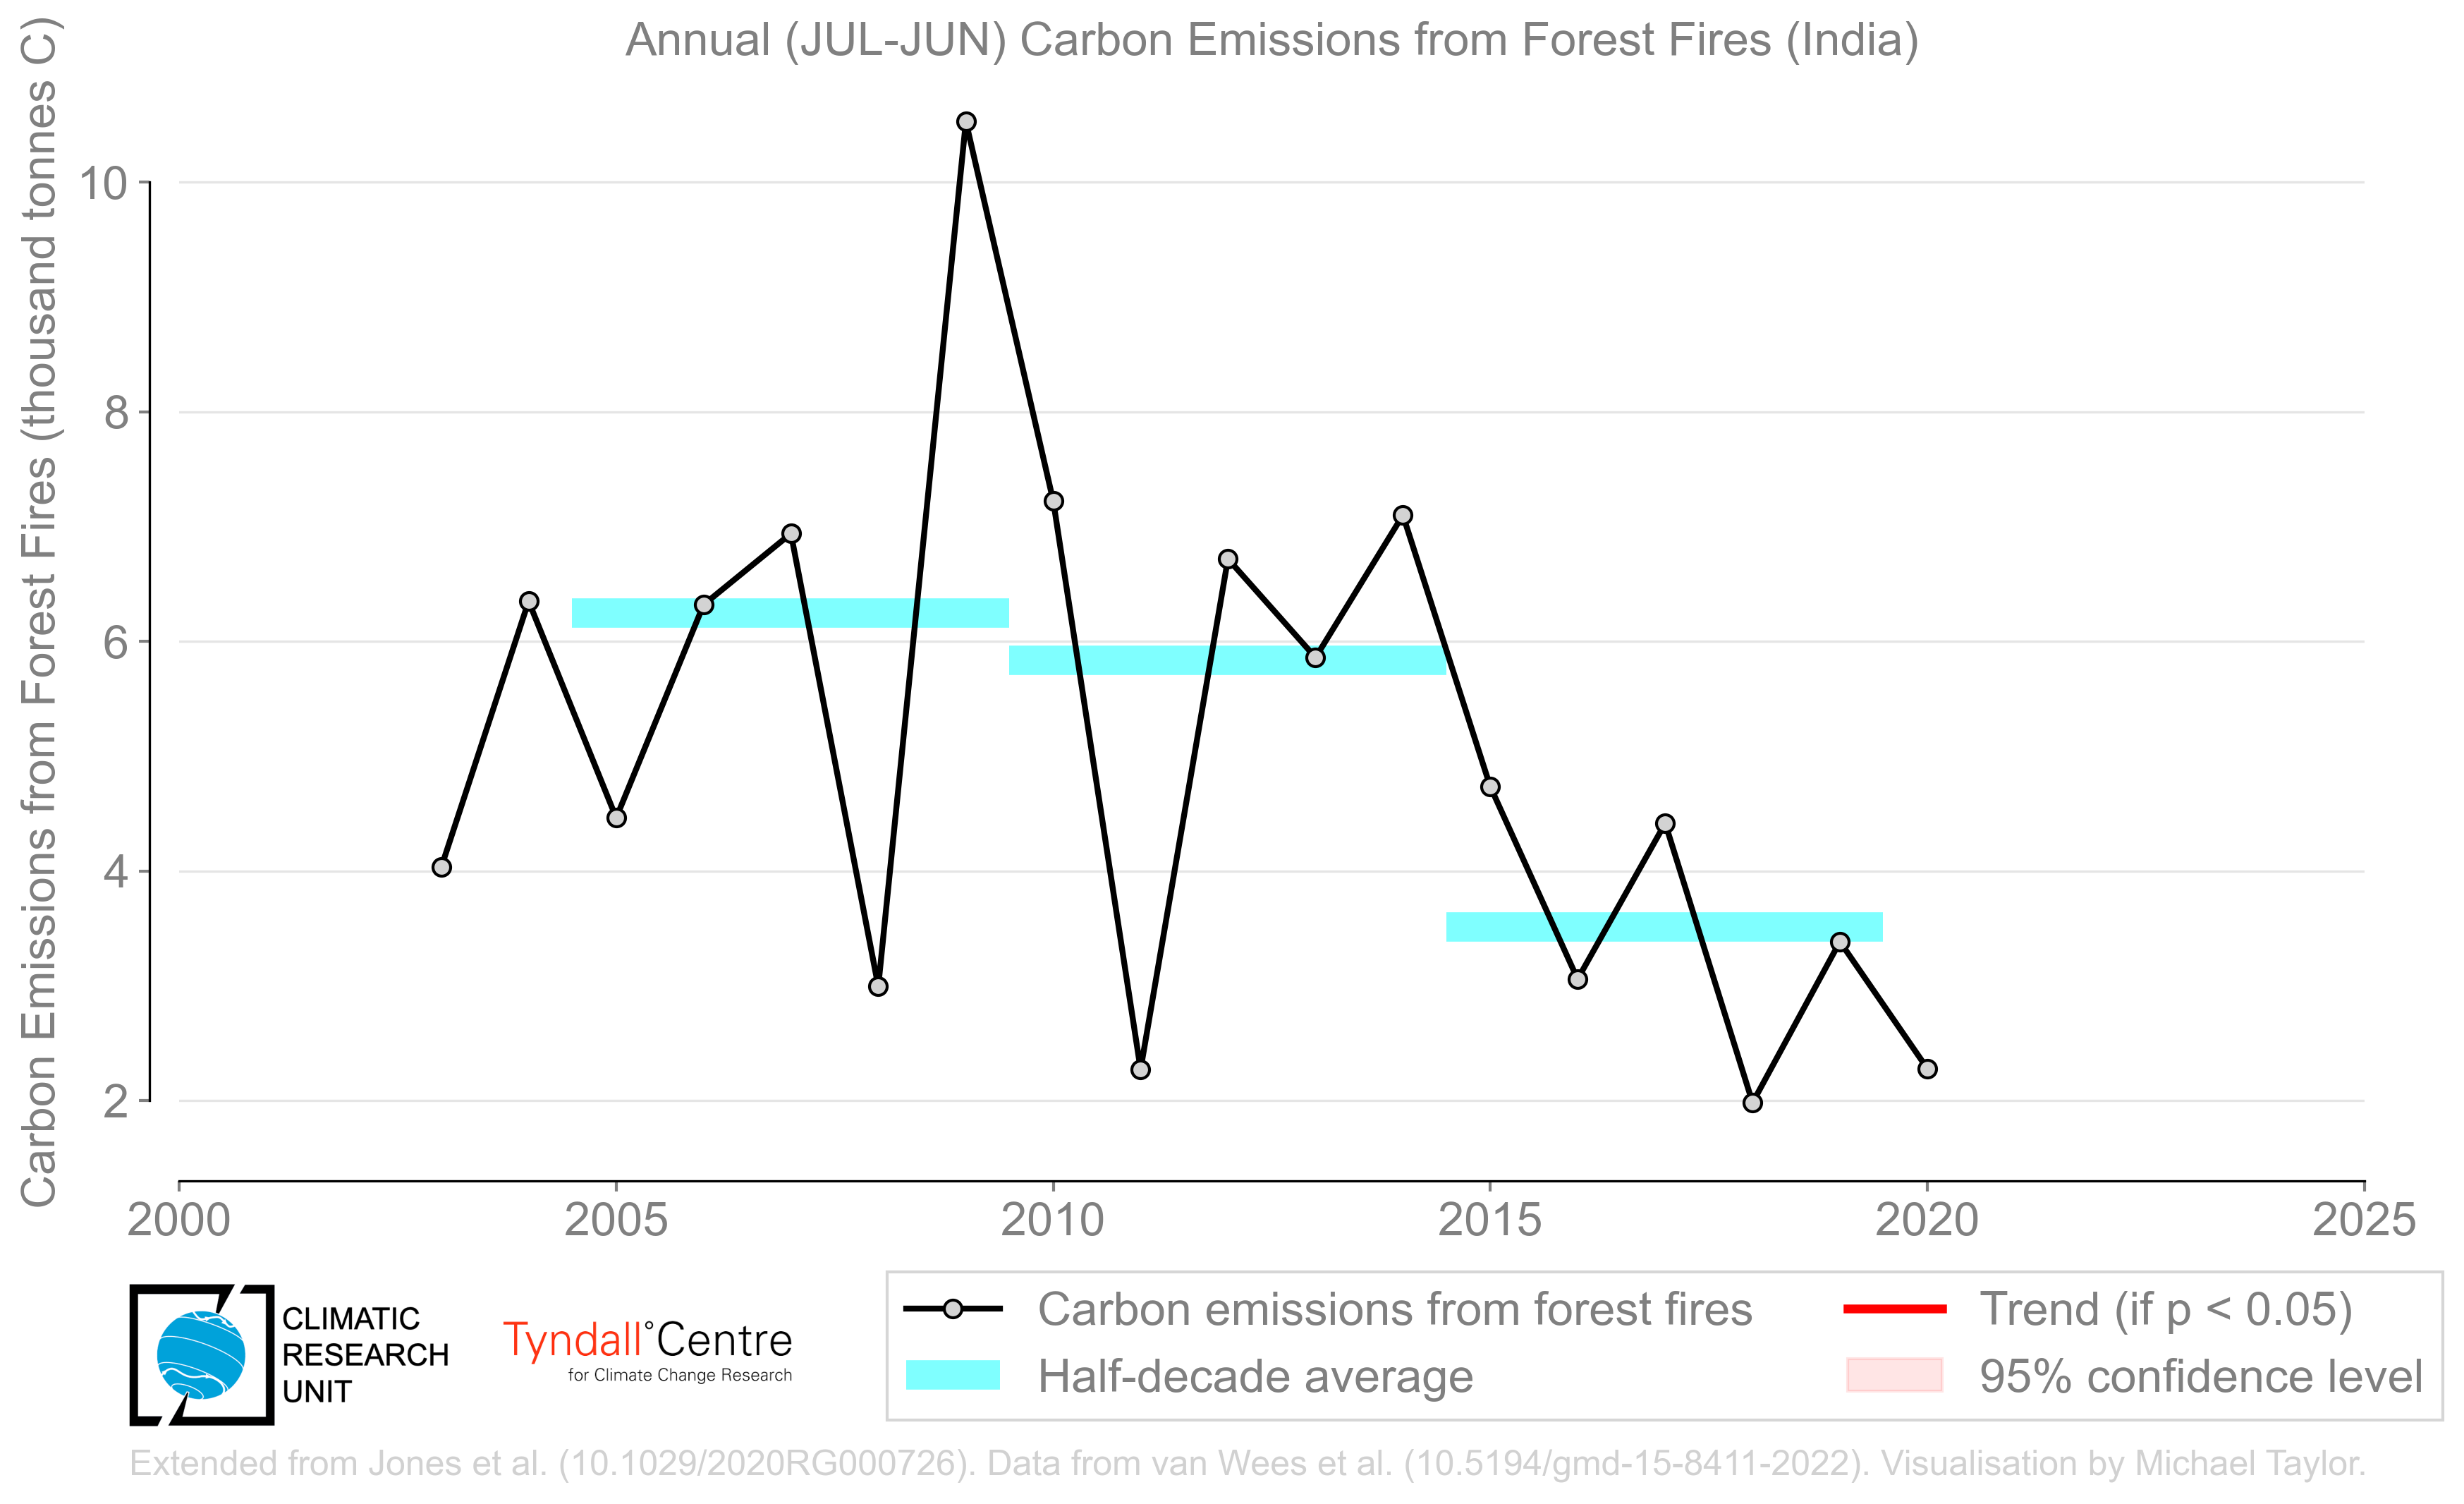 Annual (JUL-JUN) Carbon Emissions from Forest Fires (India)
Carbon Emissions from Forest Fires (thousand tonnes C)
10
8
6
4
2
2000 2005 2010 2015 2020 2025
CLIMATIC
RESEARCH
UNIT
Tyndall°Centre
for Climate Change Research
Carbon emissions from forest fires
Half-decade average
Trend (if p < 0.05)
95% confidence level
Extended from Jones et al. (10.1029/2020RG000726). Data from van Wees et al. (10.5194/gmd-15-8411-2022). Visualisation by Michael Taylor.